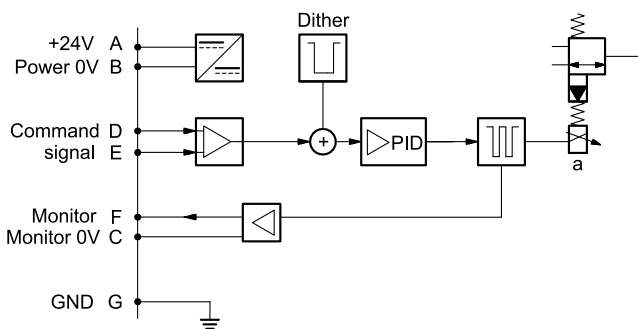 Dither
+24V A
Power 0V B
Command D
signal E
PID
a
Monitor F
Monitor 0V C
GND G